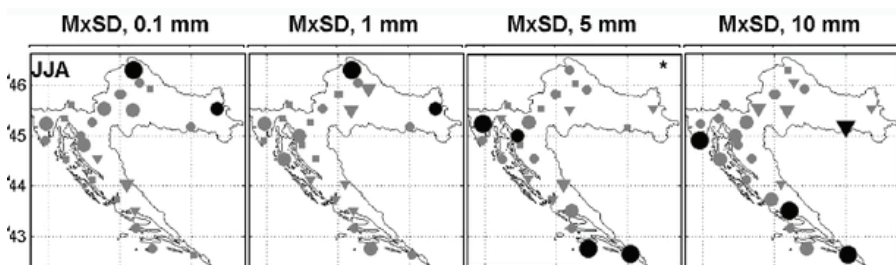 MxSD, 0.1 mm
MxSD, 1 mm
MxSD, 5 mm
MxSD, 10 mm
JJA
*
46
45
44
43